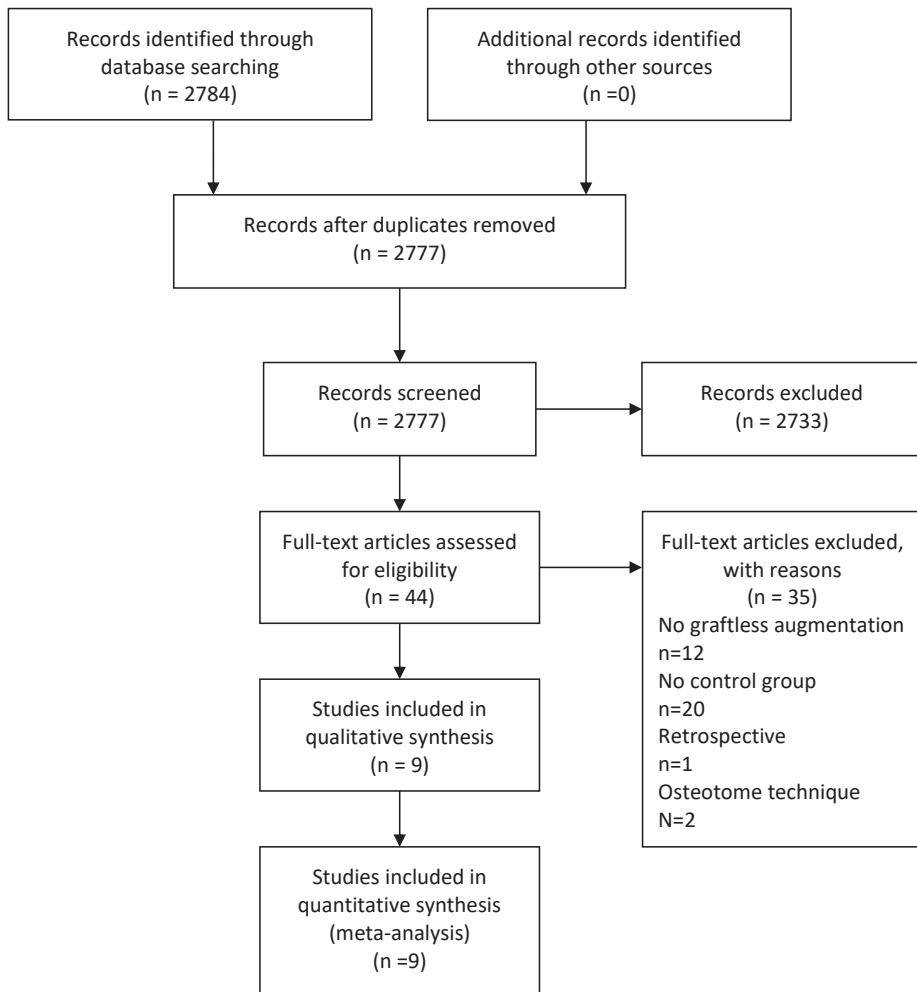 Records identified through
database searching
(n = 2784)
Additional records identified
through other sources
(n =0)
Records after duplicates removed
(n = 2777)
Records screened
(n = 2777)
Records excluded
(n = 2733)
Full-text articles assessed
for eligibility
(n = 44)
Full-text articles excluded,
with reasons
(n = 35)
No graftless augmentation
n=12
No control group
n=20
Retrospective
n=1
Osteotome technique
N=2
Studies included in
qualitative synthesis
(n = 9)
Studies included in
quantitative synthesis
(meta-analysis)
(n =9)